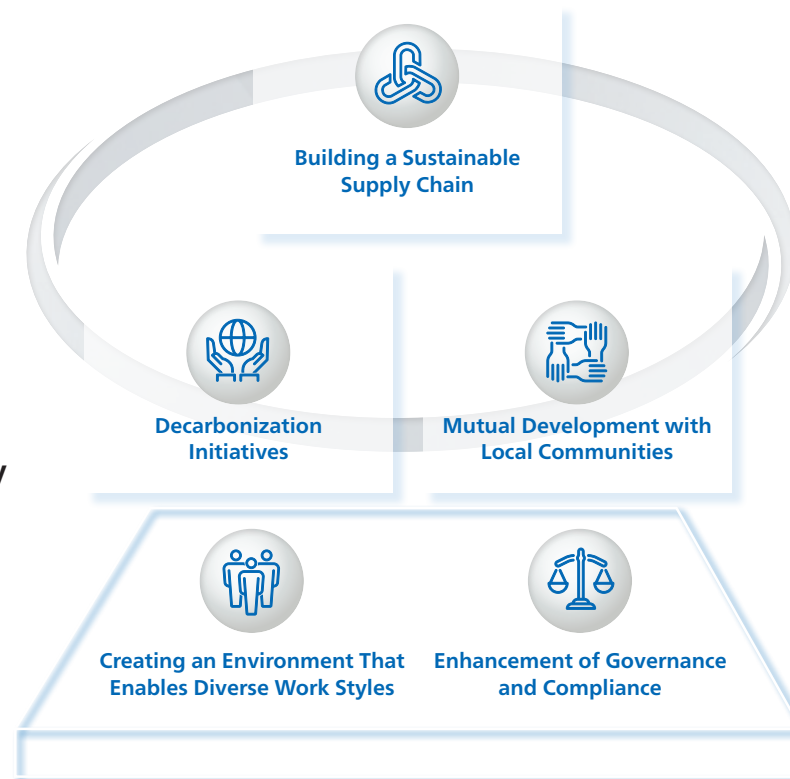 Building a Sustainable
Supply Chain
Decarbonization
Initiatives
Mutual Development with
Local Communities
Creating an Environment That
Enables Diverse Work Styles
Enhancement of Governance
and Compliance